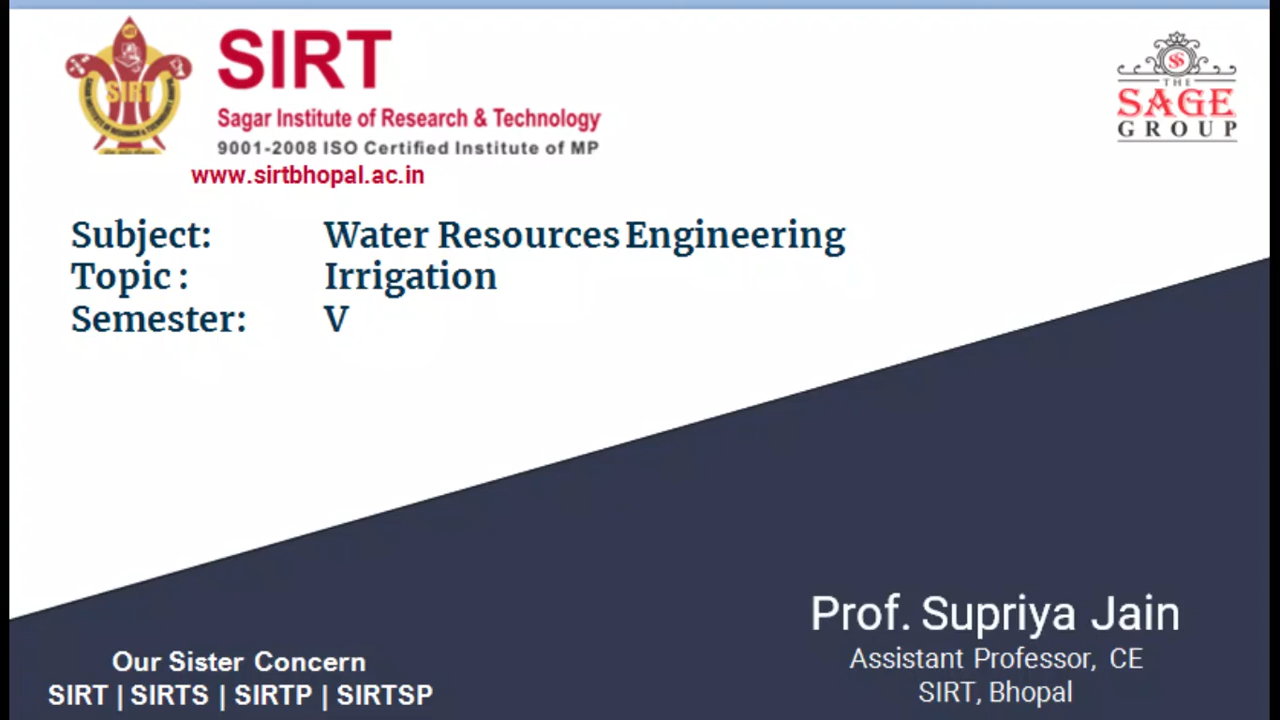 SIRT
SIRT
Sagar Institute of Research & Technology
9001-2008 ISO Certified Institute of MP
www.sirtbhopal.ac.in
THE
SAGE
GROUP
Subject: Water Resources Engineering
Topic : Irrigation
Semester: V
Prof. Supriya Jain
Assistant Professor, CE
SIRT, Bhopal
Our Sister Concern
SIRT | SIRTS | SIRTP | SIRTSP